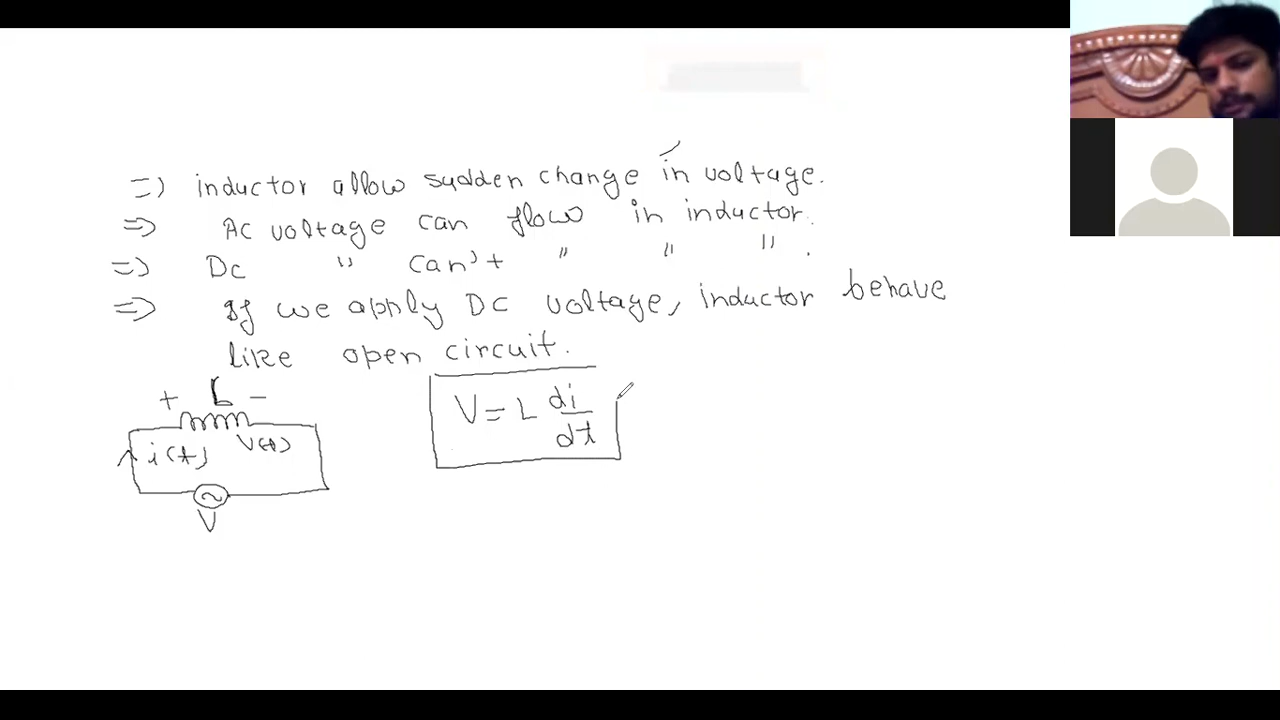 => inductor allow sudden change in voltage.
=> AC voltage can flow in inductor.
=> DC " can't " " " .
=> If we apply DC voltage, inductor behave
like open circuit.
+ L -
i(t) V(t)
V
V = L di/dt